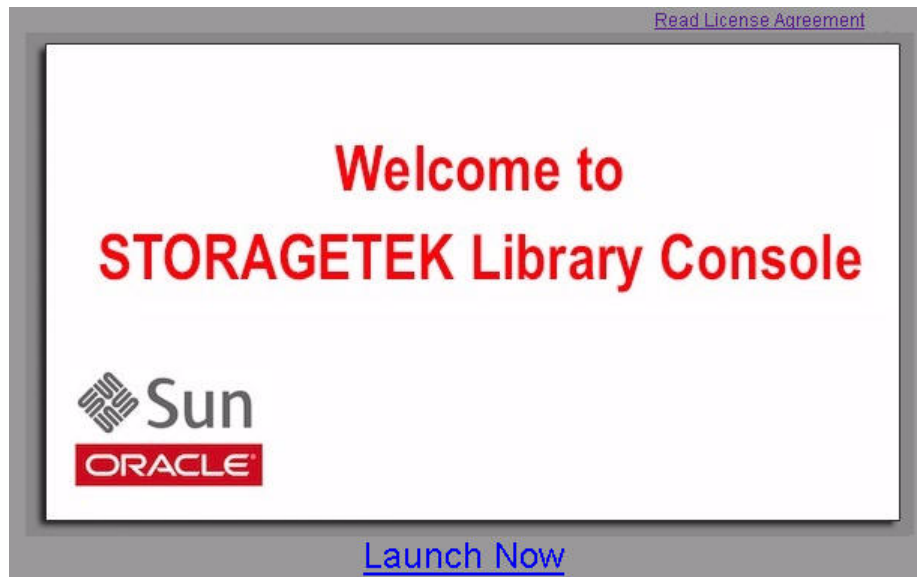 Read License Agreement
Welcome to
STORAGETEK Library Console
Sun
ORACLE
Launch Now